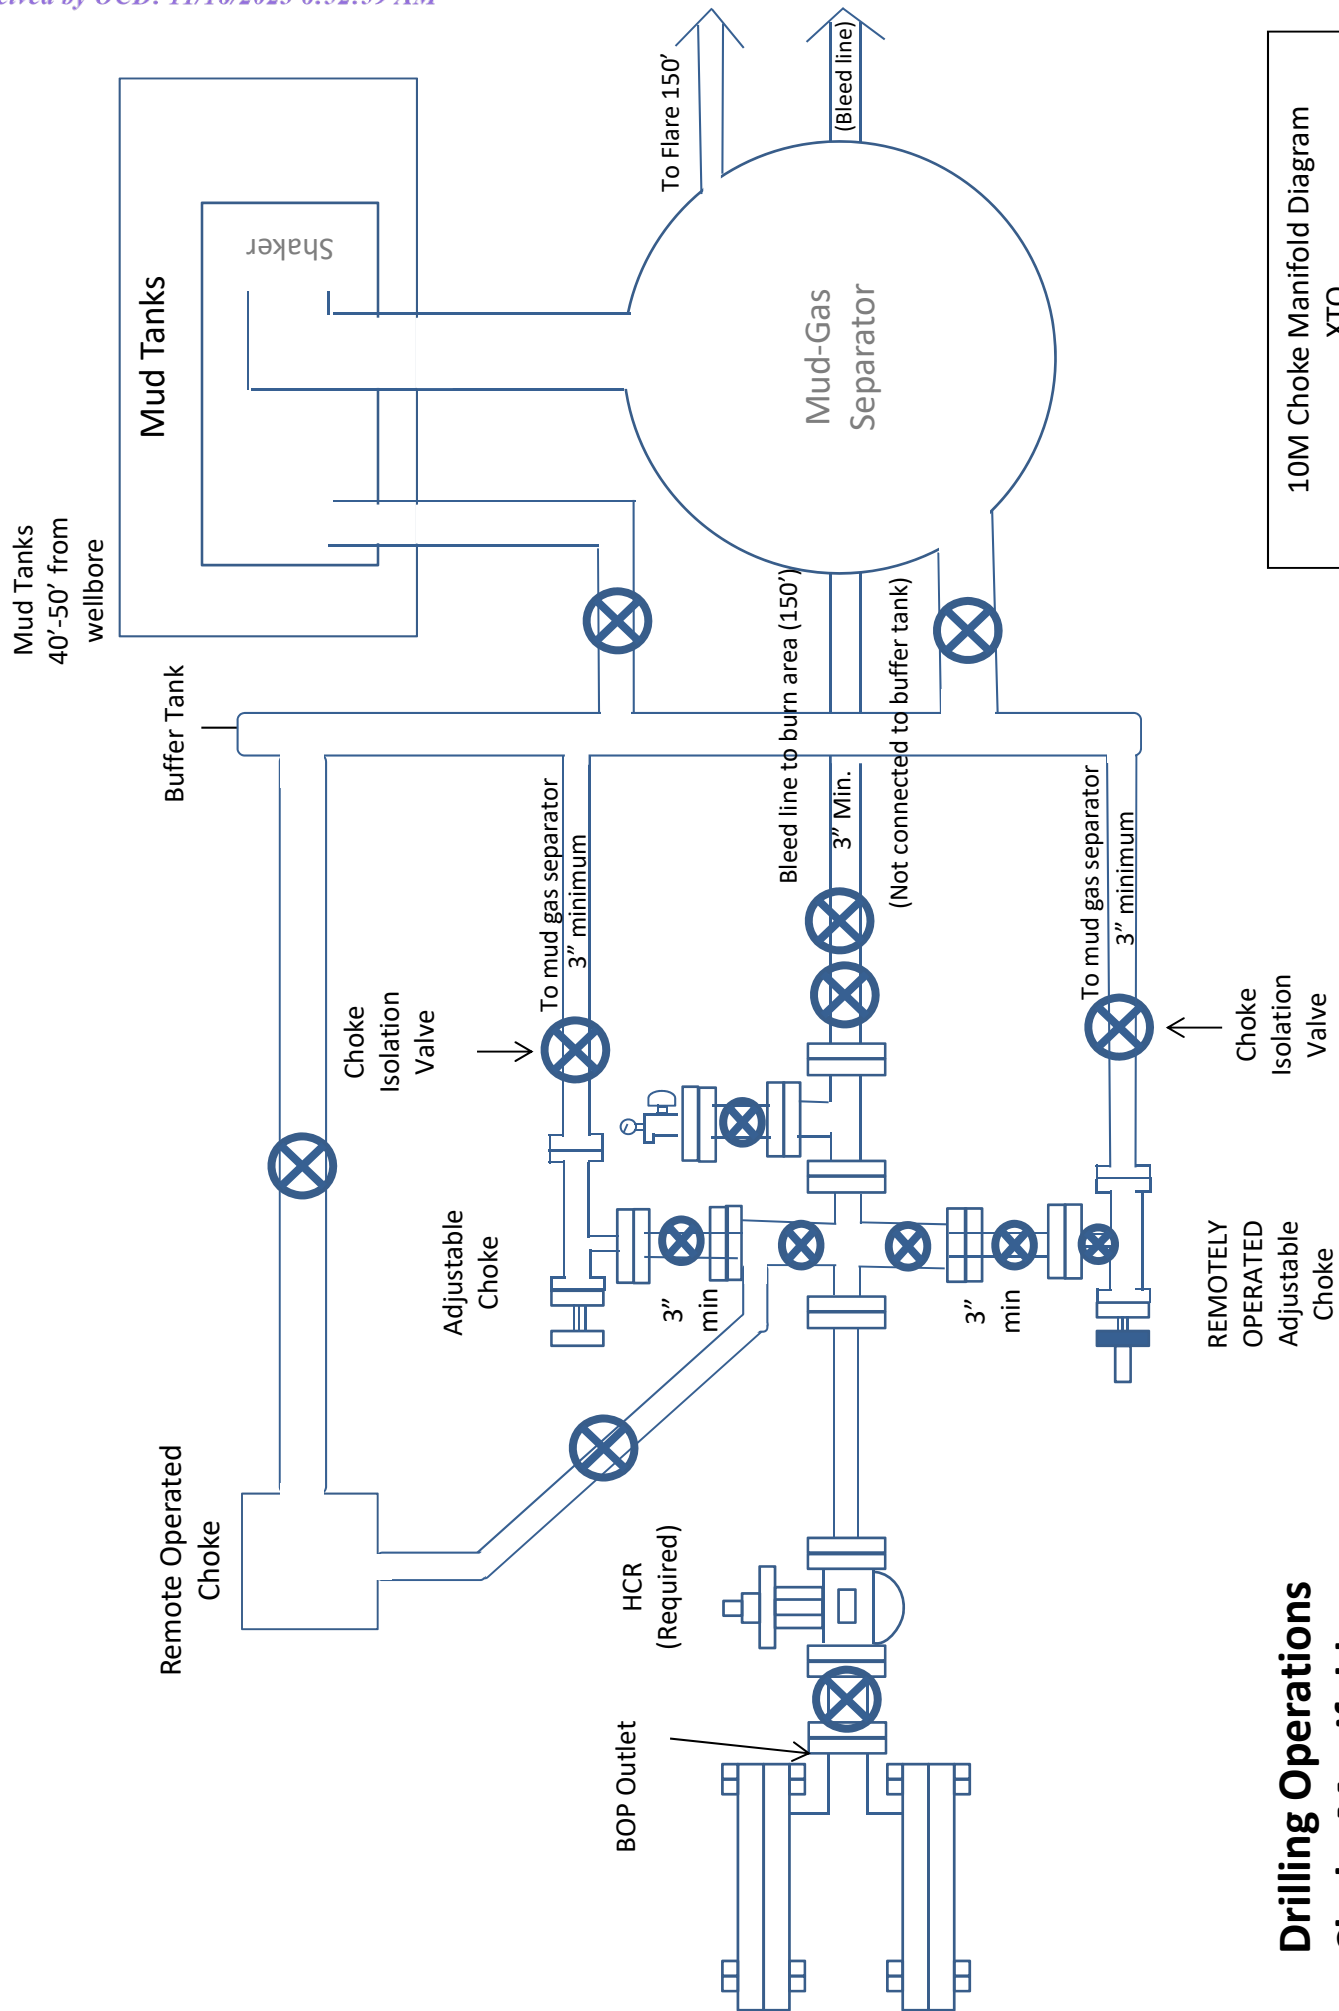 Mud Tanks
40’-50’ from
wellbore
Mud Tanks
Shaker
Buffer Tank
To Flare 150’
(Bleed line)
Mud-Gas
Separator
Bleed line to burn area (150’)
3” Min.
(Not connected to buffer tank)
To mud gas separator
3” minimum
To mud gas separator
3” minimum
Choke
Isolation
Valve
Choke
Isolation
Valve
Adjustable
Choke
3”
min
3”
min
REMOTELY
OPERATED
Adjustable
Choke
Remote Operated
Choke
HCR
(Required)
BOP Outlet
10M Choke Manifold Diagram
XTO
Drilling Operations